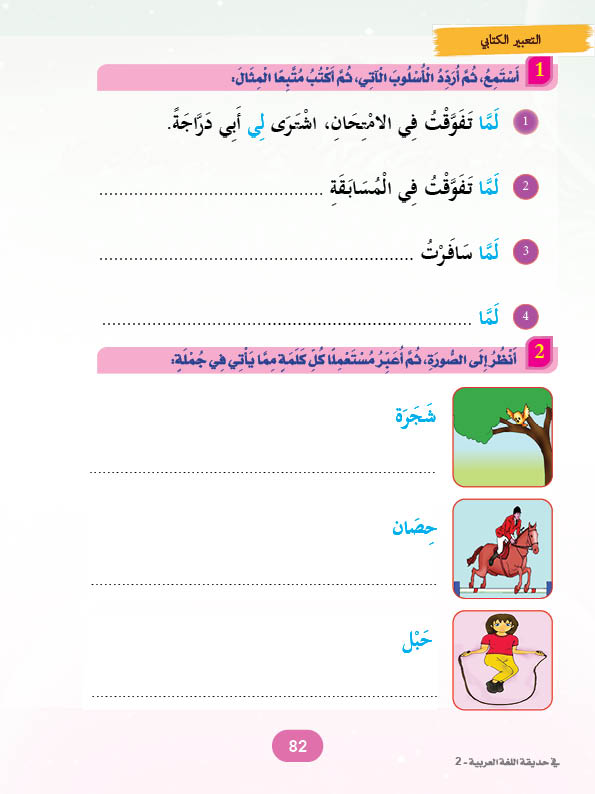 التعبير الكتابي
1 أَسْتَمِعُ، ثُمَّ أُرَدِّدُ الْأُسْلُوبَ الْآتِي، ثُمَّ أَكْتُبُ مُتَّبِعًا الْمِثَالَ:
1 لَمَّا تَفَوَّقْتُ فِي الامْتِحَانِ، اشْتَرَى لِي أَبِي دَرَّاجَةً.
2 لَمَّا تَفَوَّقْتُ فِي الْمُسَابَقَةِ ..........................................
3 لَمَّا سَافَرْتُ ............................................................
4 لَمَّا ......................................................................
2 أَنْظُرُ إِلَى الصُّورَةِ، ثُمَّ أُعَبِّرُ مُسْتَعْمِلًا كُلَّ كَلِمَةٍ مِمَّا يَأْتِي فِي جُمْلَةٍ:
شَجَرَة
..................................................................
حِصَان
..................................................................
حَبْل
..................................................................
82
في حديقة اللغة العربية - 2